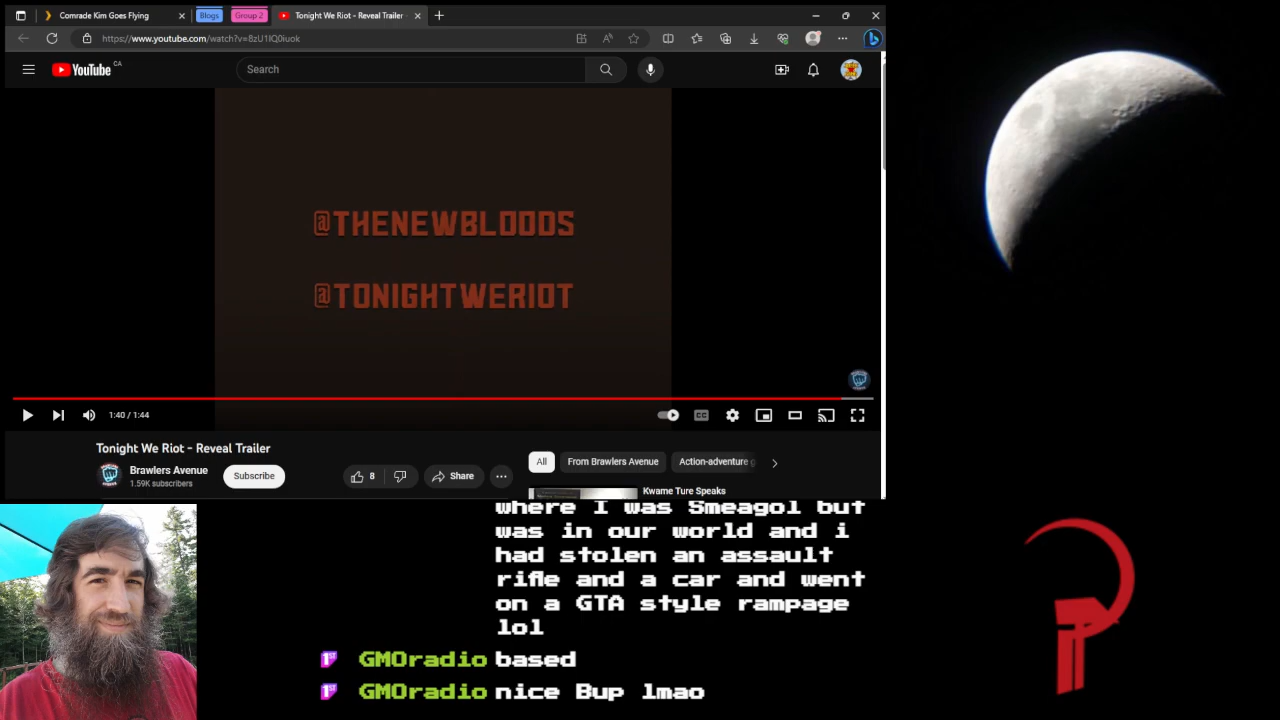 Comrade Kim Goes Flying
Blogs
Group 2
Tonight We Riot - Reveal Trailer -
https://www.youtube.com/watch?v=8zU1IQ0iuok
YouTube CA
Search
@THENEWBLOODS
@TONIGHTWERIOT
1:40 / 1:44
CC
Tonight We Riot - Reveal Trailer
Brawlers Avenue
1.59K subscribers
Subscribe
8
Share
All
From Brawlers Avenue
Action-adventure g
Kwame Ture Speaks
where I was Smeagol but
was in our world and i
had stolen an assault
rifle and a car and went
on a GTA style rampage
lol
1st GMOradio based
1st GMOradio nice Bup lmao